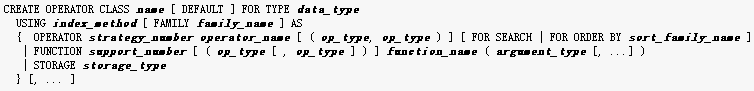 CREATE OPERATOR CLASS name [ DEFAULT ] FOR TYPE data_type
  USING index_method [ FAMILY family_name ] AS
  {  OPERATOR strategy_number operator_name [ ( op_type, op_type ) ] [ FOR SEARCH | FOR ORDER BY sort_family_name ]
   | FUNCTION support_number [ ( op_type [ , op_type ] ) ] function_name ( argument_type [, ...] )
   | STORAGE storage_type
  } [, ... ]